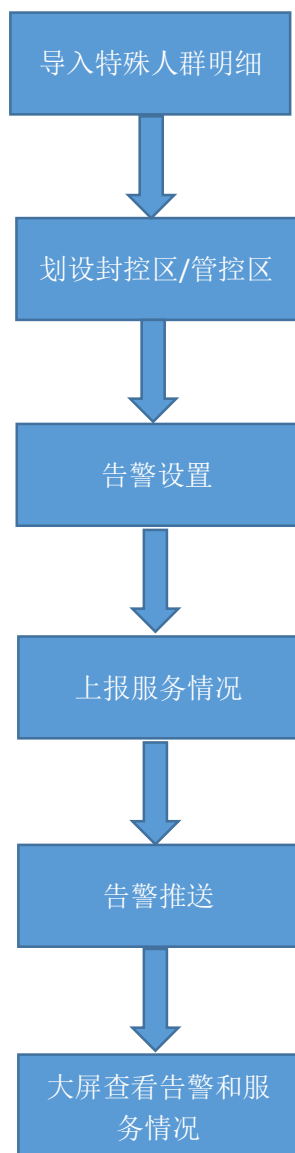 导入特殊人群明细
划设封控区/管控区
告警设置
上报服务情况
告警推送
大屏查看告警和服
务情况